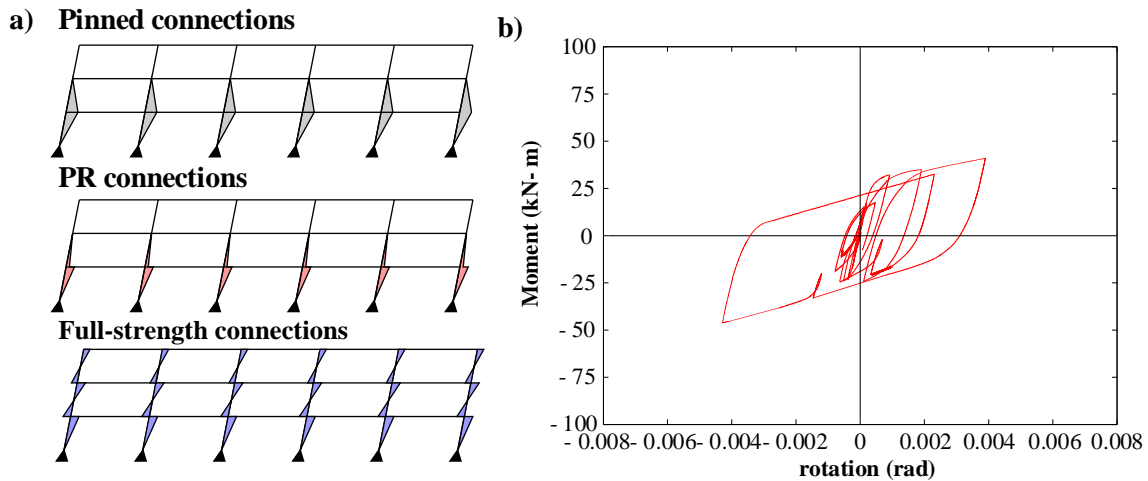 a) Pinned connections
PR connections
Full-strength connections
b)
100
75
50
25
0
- 25
- 50
- 75
- 100
Moment (kN- m)
- 0.008- 0.006- 0.004- 0.002 0 0.002 0.004 0.006 0.008
rotation (rad)